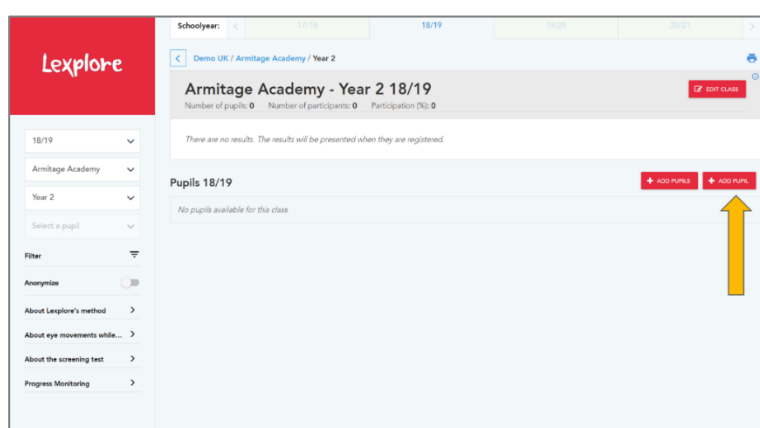 Schoolyear: 17/18 18/19 19/20 20/21
Lexplore
Demo UK / Armitage Academy / Year 2
Armitage Academy - Year 2 18/19
EDIT CLASS
Number of pupils: 0 Number of participants: 0 Participation (%): 0
There are no results. The results will be presented when they are registered.
18/19
Armitage Academy
Year 2
Select a pupil
Filter
Anonymize
About Lexplore's method
About eye movements while...
About the screening test
Progress Monitoring
Pupils 18/19
+ ADD PUPILS + ADD PUPIL
No pupils available for this class